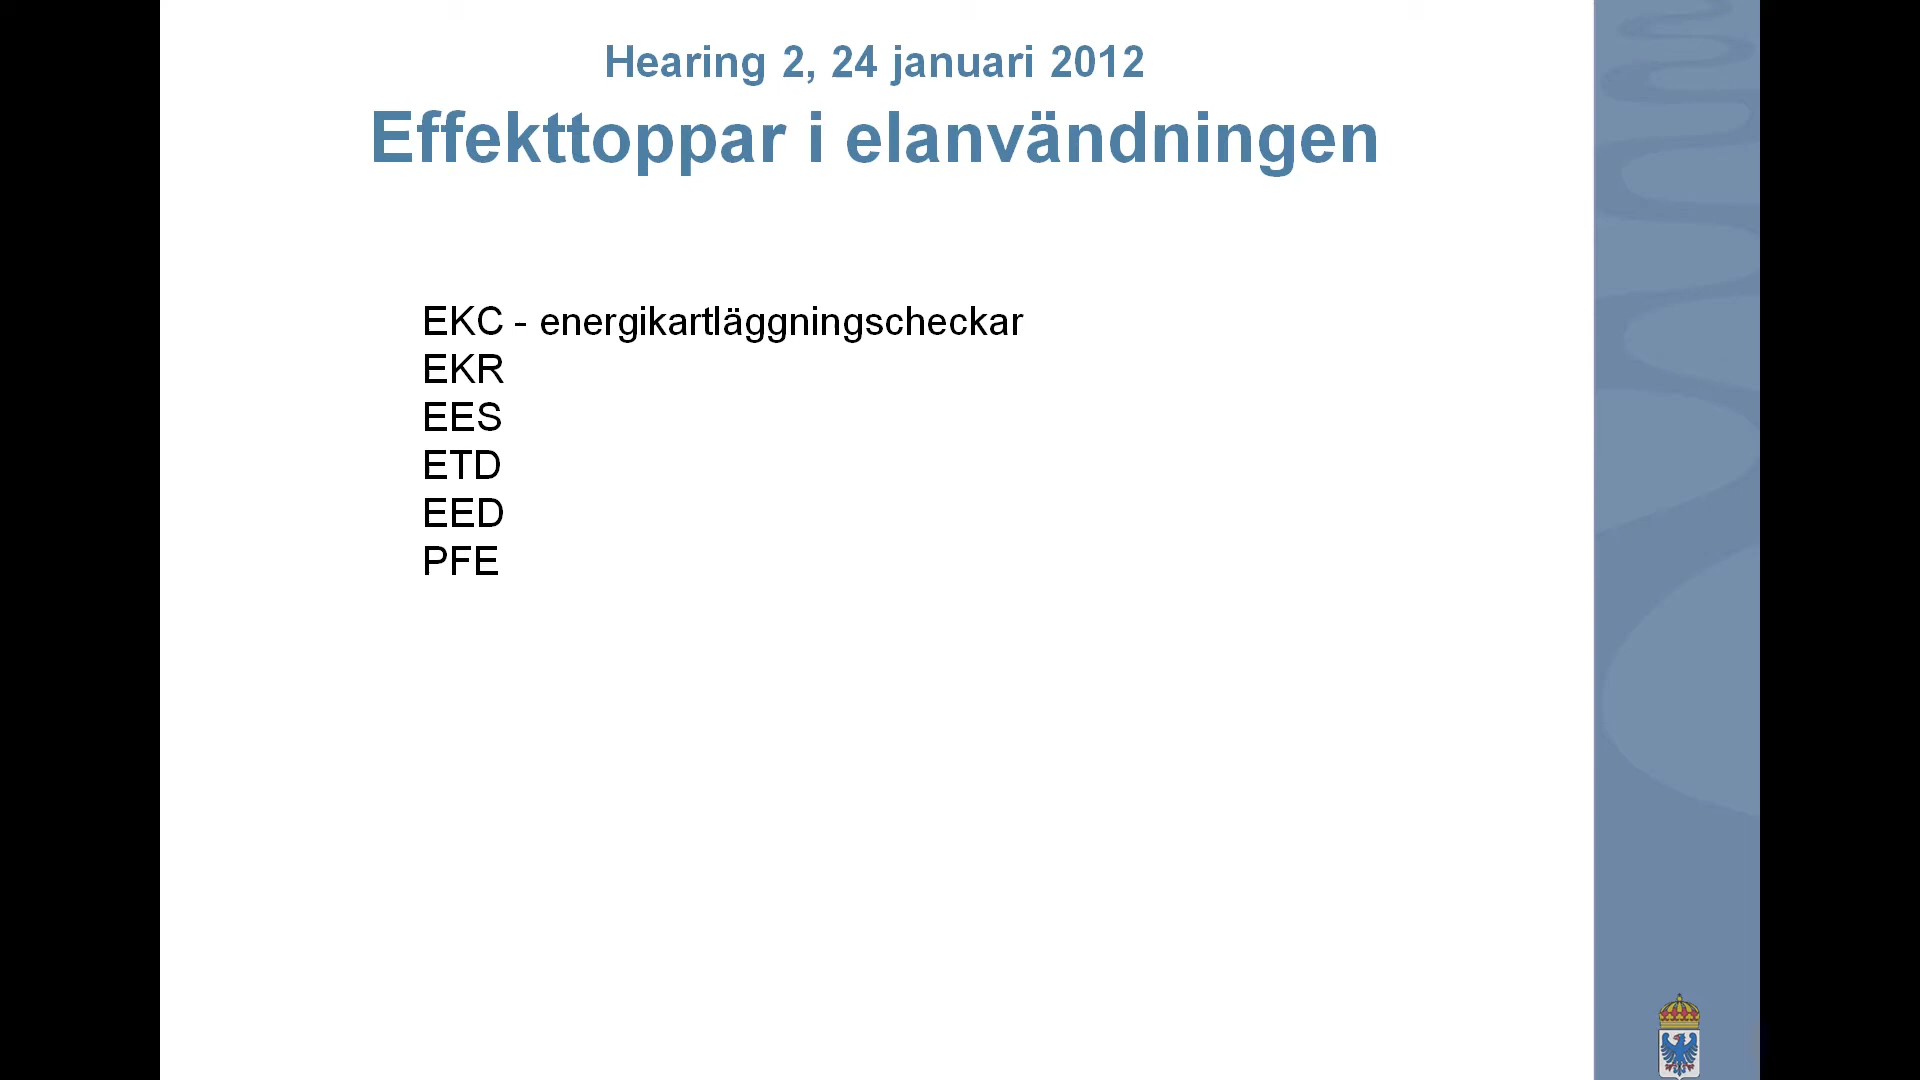 Hearing 2, 24 januari 2012
Effekttoppar i elanvändningen
EKC - energikartläggningscheckar
EKR
EES
ETD
EED
PFE